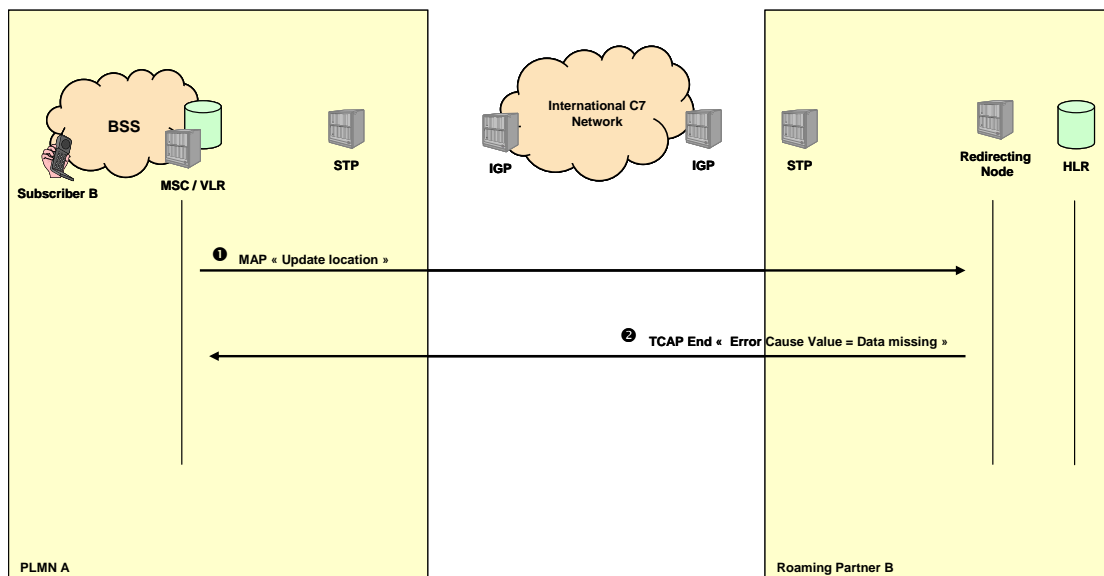 International C7
Network
BSS
Subscriber B
MSC / VLR
STP
IGP
IGP
STP
Redirecting
Node
HLR
❶ MAP « Update location »
❷ TCAP End « Error Cause Value = Data missing »
PLMN A
Roaming Partner B